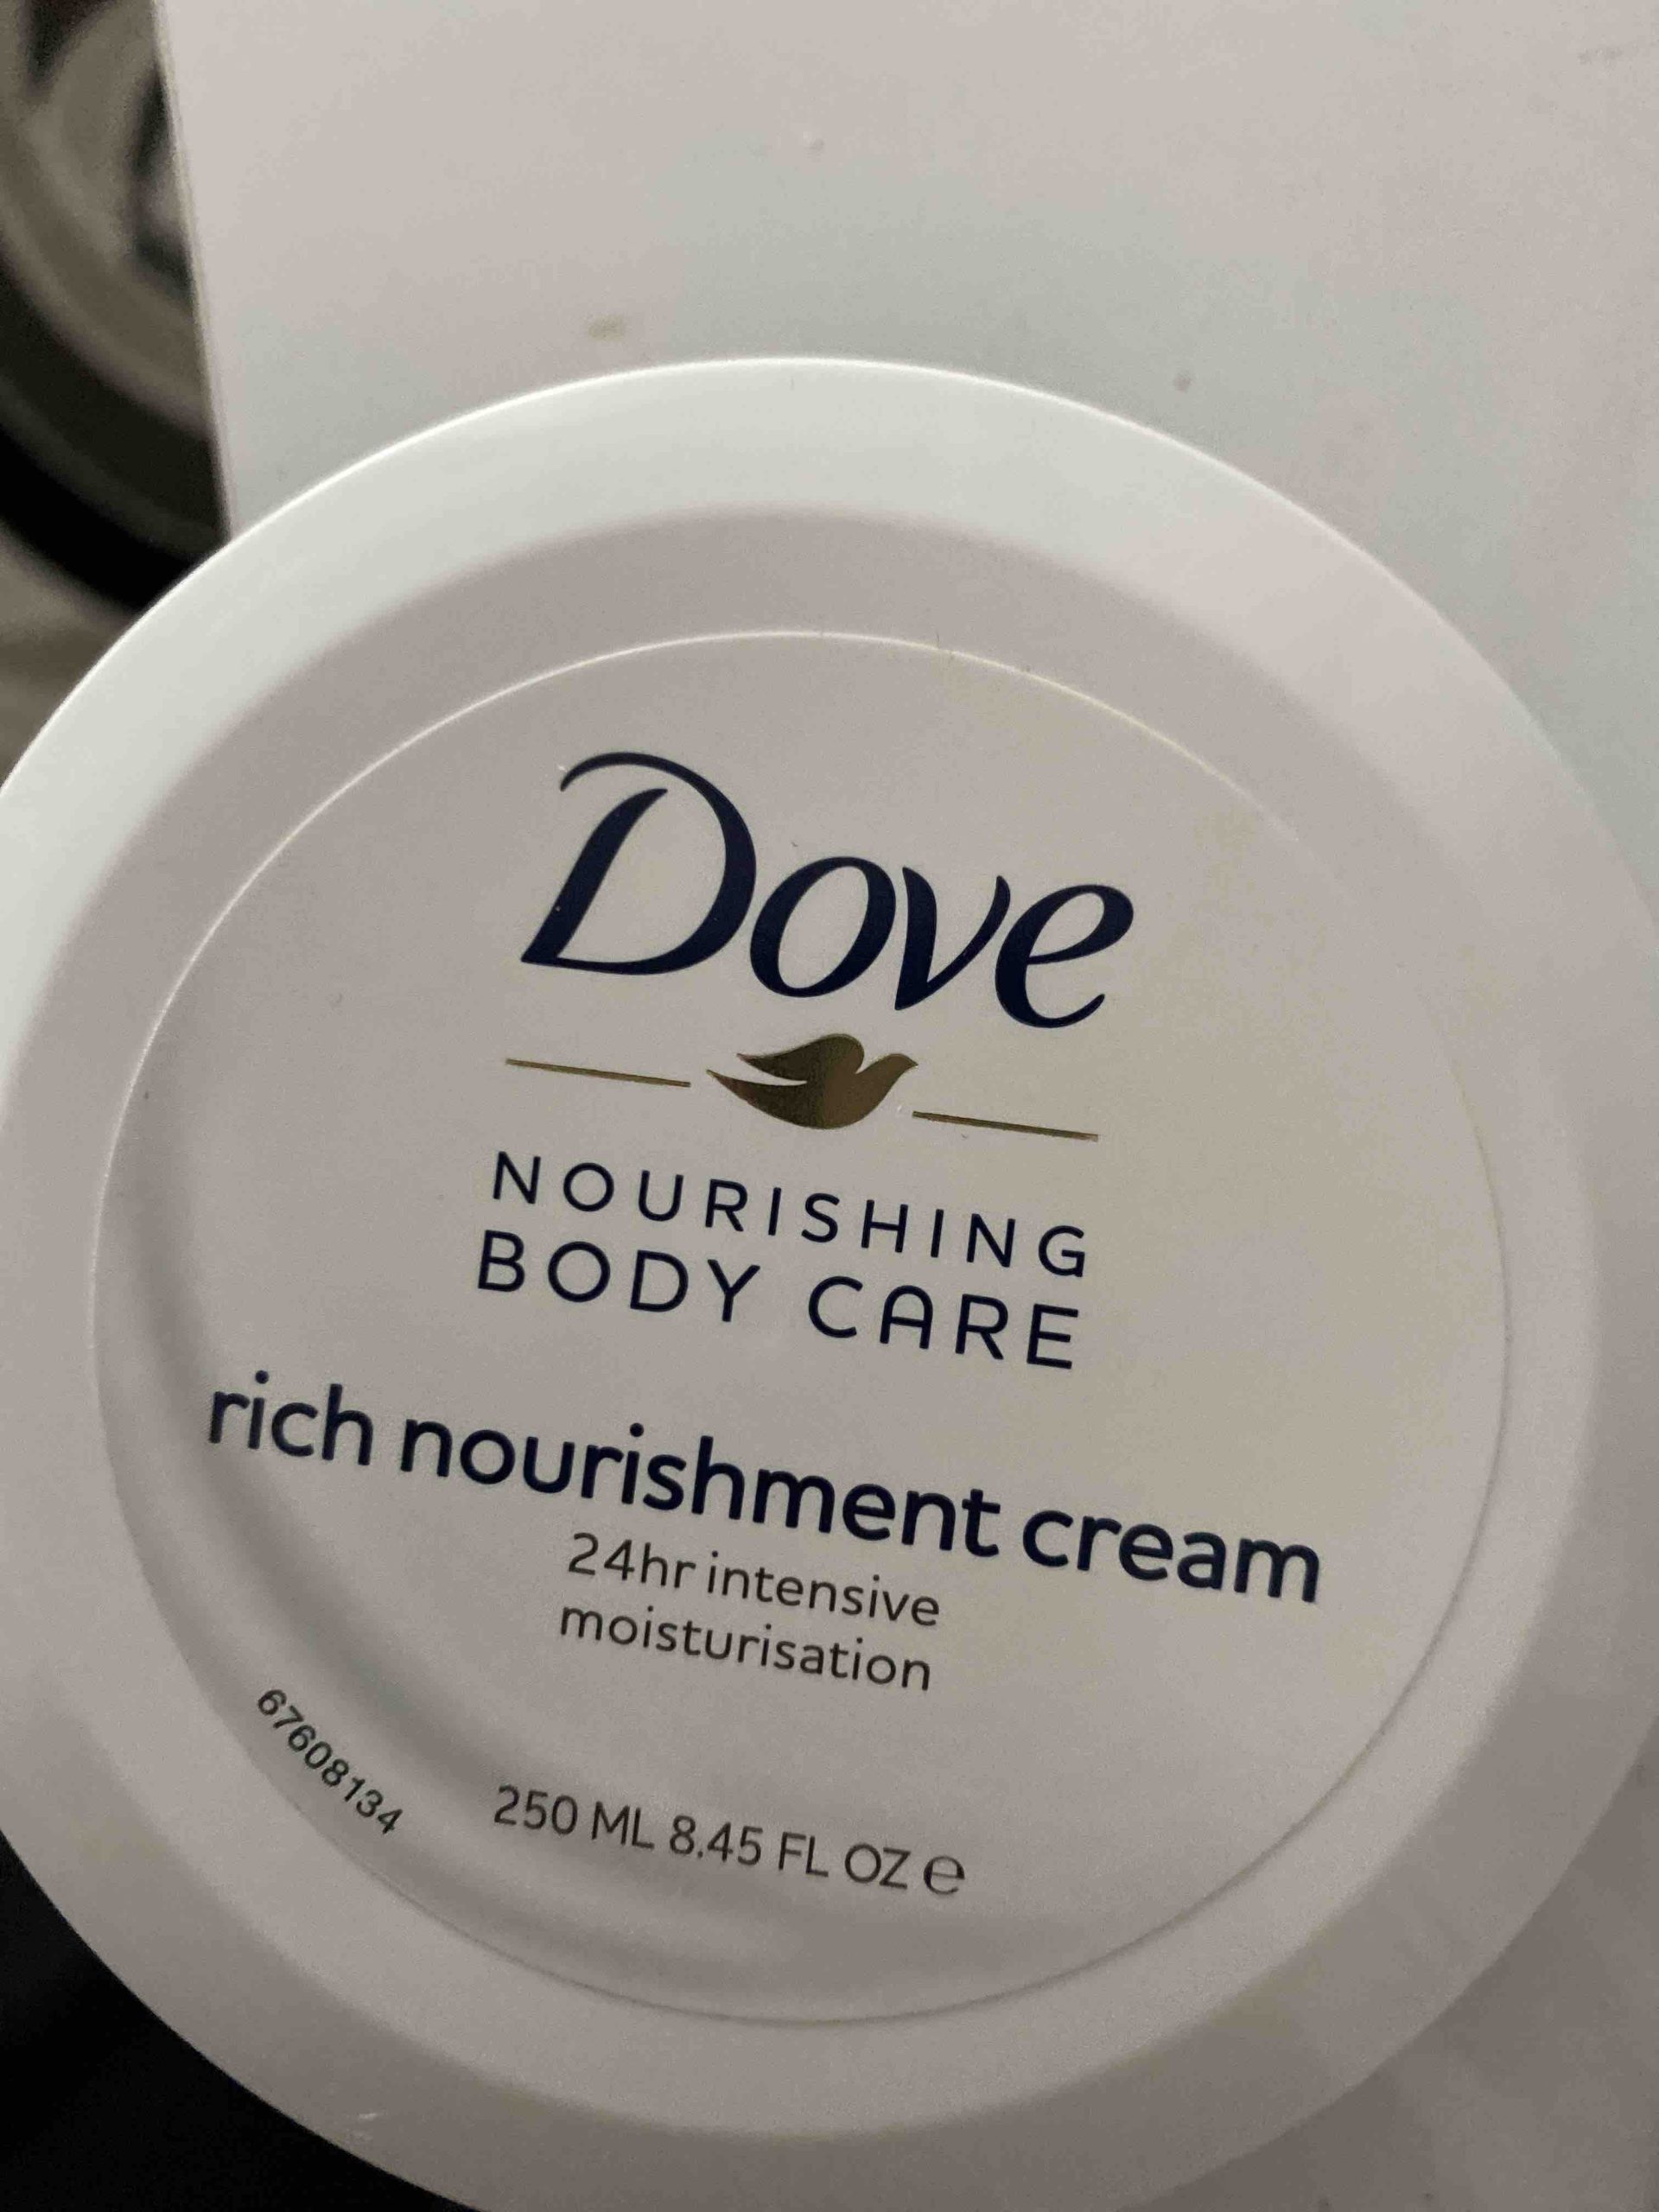 Dove
NOURISHING
BODY CARE
rich nourishment cream
24hr intensive
moisturisation
67608134
250 ML 8.45 FL OZ ℮